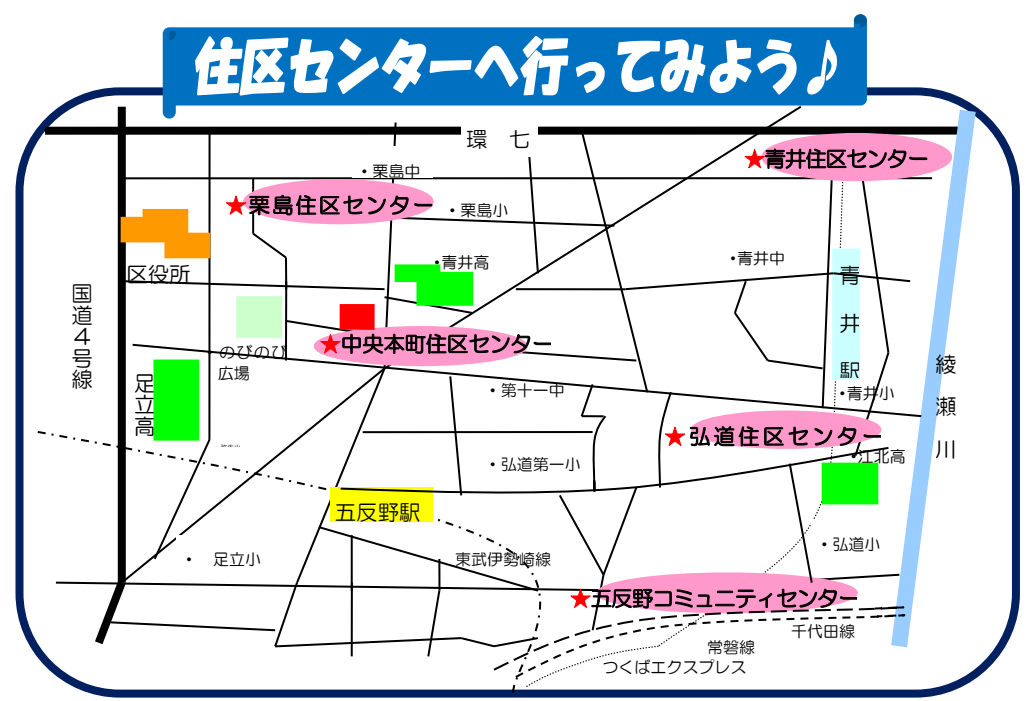 住区センターへ行ってみよう♪
環　七
・栗島中
★青井住区センター
★栗島住区センター
・栗島小
・青井高
・青井中
区役所
青井駅
国道４号線
★中央本町住区センター
のびのび
広場
綾瀬川
足立高
・第十一中
・青井小
★弘道住区センター
・江北高
・弘道第一小
五反野駅
・弘道小
・　足立小
東武伊勢崎線
★五反野コミュニティセンター
千代田線
常磐線
つくばエクスプレス